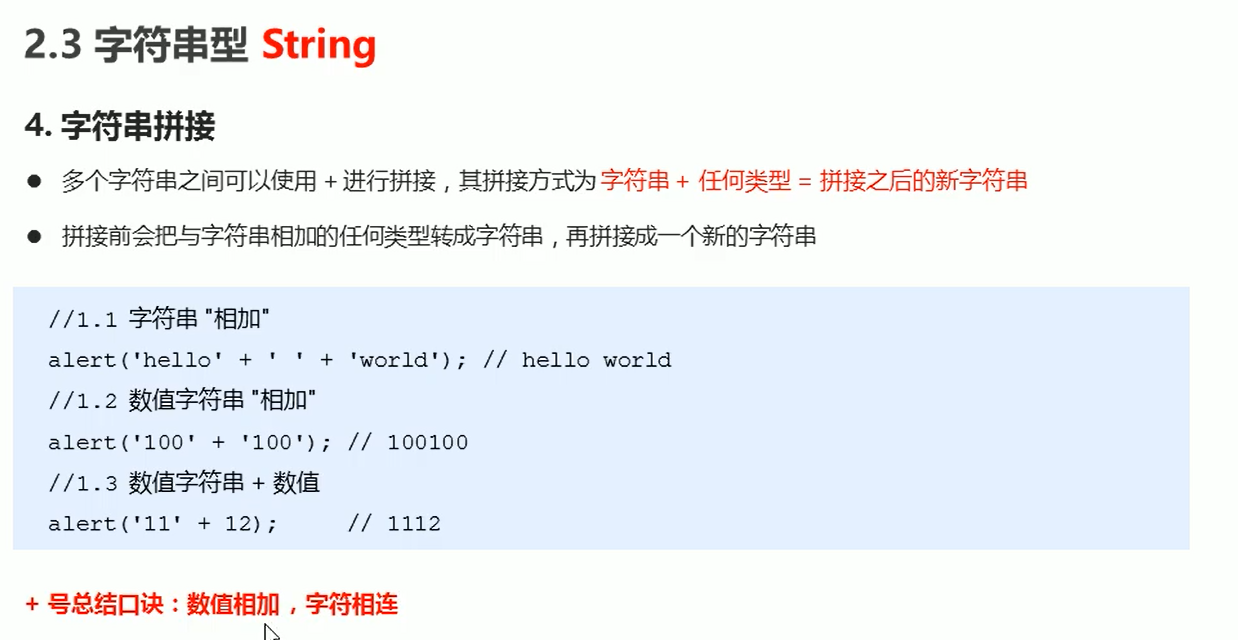 2.3 字符串型 String
4. 字符串拼接
● 多个字符串之间可以使用 + 进行拼接，其拼接方式为 字符串 + 任何类型 = 拼接之后的新字符串
● 拼接前会把与字符串相加的任何类型转成字符串，再拼接成一个新的字符串
//1.1 字符串 "相加"
alert('hello' + ' ' + 'world'); // hello world
//1.2 数值字符串 "相加"
alert('100' + '100'); // 100100
//1.3 数值字符串 + 数值
alert('11' + 12);     // 1112
+ 号总结口诀：数值相加，字符相连